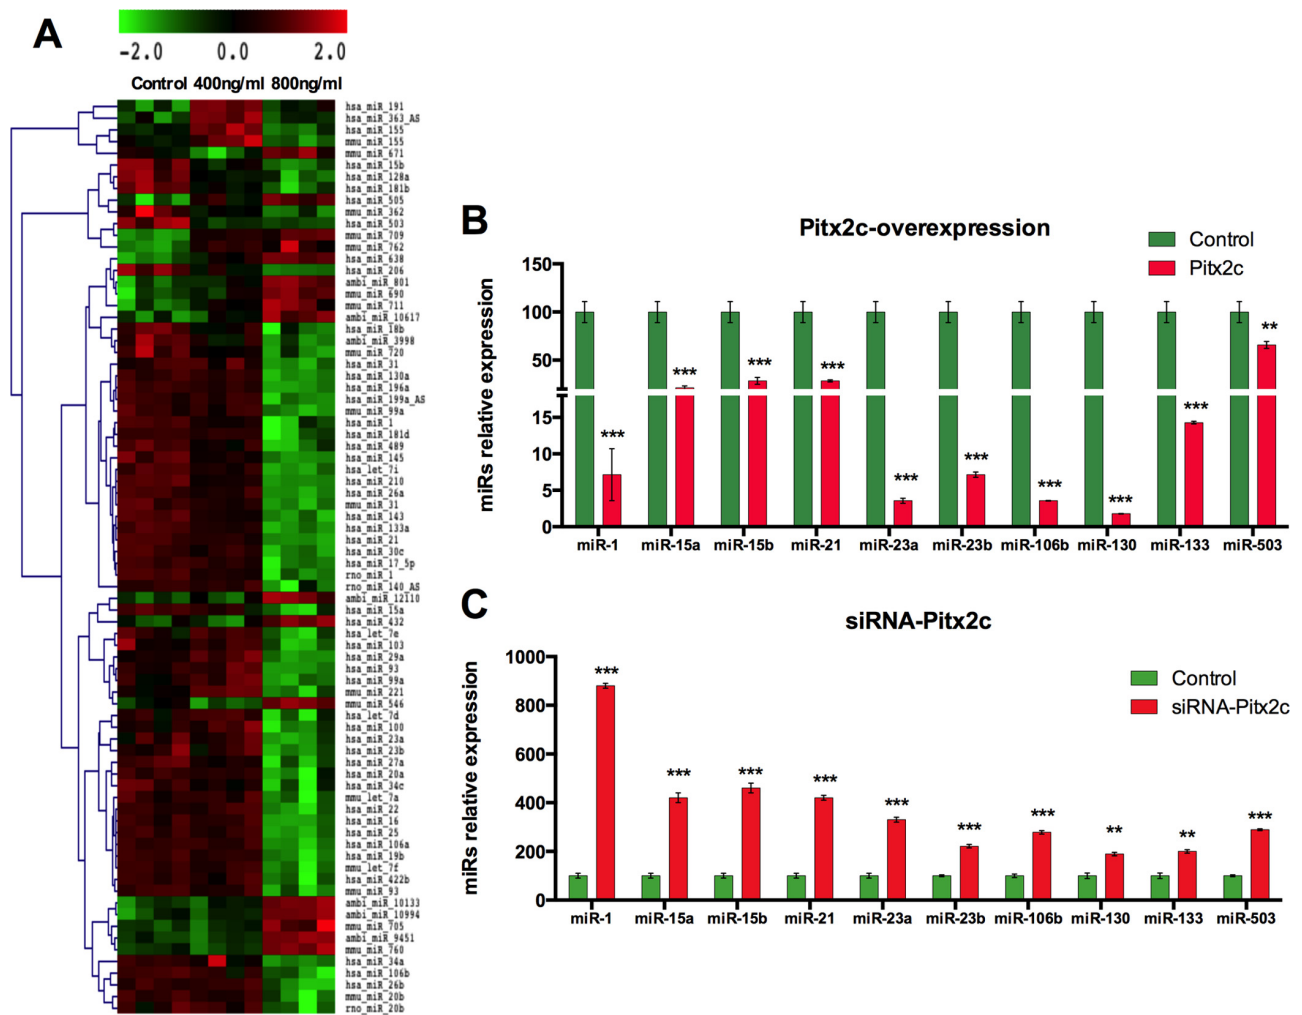 A
-2.0 0.0 2.0
Control 400ng/ml 800ng/ml
hsa_miR_191
hsa_miR_363_AS
hsa_miR_155
mmu_miR_155
mmu_miR_671
hsa_miR_15b
hsa_miR_128a
hsa_miR_181b
hsa_miR_505
mmu_miR_362
hsa_miR_503
mmu_miR_709
mmu_miR_762
hsa_miR_638
hsa_miR_206
ambi_miR_801
mmu_miR_690
mmu_miR_711
ambi_miR_10617
hsa_miR_18b
ambi_miR_3998
mmu_miR_720
hsa_miR_31
hsa_miR_130a
hsa_miR_196a
hsa_miR_199a_AS
mmu_miR_99a
hsa_miR_1
hsa_miR_181d
hsa_miR_489
hsa_miR_145
hsa_let_7i
hsa_miR_210
hsa_miR_26a
mmu_miR_31
hsa_miR_143
hsa_miR_133a
hsa_miR_21
hsa_miR_30c
hsa_miR_17_5p
rno_miR_1
rno_miR_140_AS
ambi_miR_12110
hsa_miR_15a
hsa_miR_432
hsa_let_7e
hsa_miR_103
hsa_miR_29a
hsa_miR_93
hsa_miR_99a
mmu_miR_221
mmu_miR_546
hsa_let_7d
hsa_miR_100
hsa_miR_23a
hsa_miR_23b
hsa_miR_27a
hsa_miR_20a
hsa_miR_34c
mmu_let_7a
hsa_miR_22
hsa_miR_16
hsa_miR_25
hsa_miR_106a
hsa_miR_19b
mmu_let_7f
hsa_miR_422b
mmu_miR_93
ambi_miR_10133
ambi_miR_10994
mmu_miR_705
ambi_miR_9451
mmu_miR_760
hsa_miR_34a
hsa_miR_106b
hsa_miR_26b
mmu_miR_20b
rno_miR_20b
B
Pitx2c-overexpression
Control
Pitx2c
miRs relative expression
150
100
50
15
10
5
0
*** *** *** *** *** *** *** *** *** **
miR-1 miR-15a miR-15b miR-21 miR-23a miR-23b miR-106b miR-130 miR-133 miR-503
C
siRNA-Pitx2c
Control
siRNA-Pitx2c
miRs relative expression
1000
800
600
400
200
0
*** *** *** *** *** *** *** ** ** ***
miR-1 miR-15a miR-15b miR-21 miR-23a miR-23b miR-106b miR-130 miR-133 miR-503